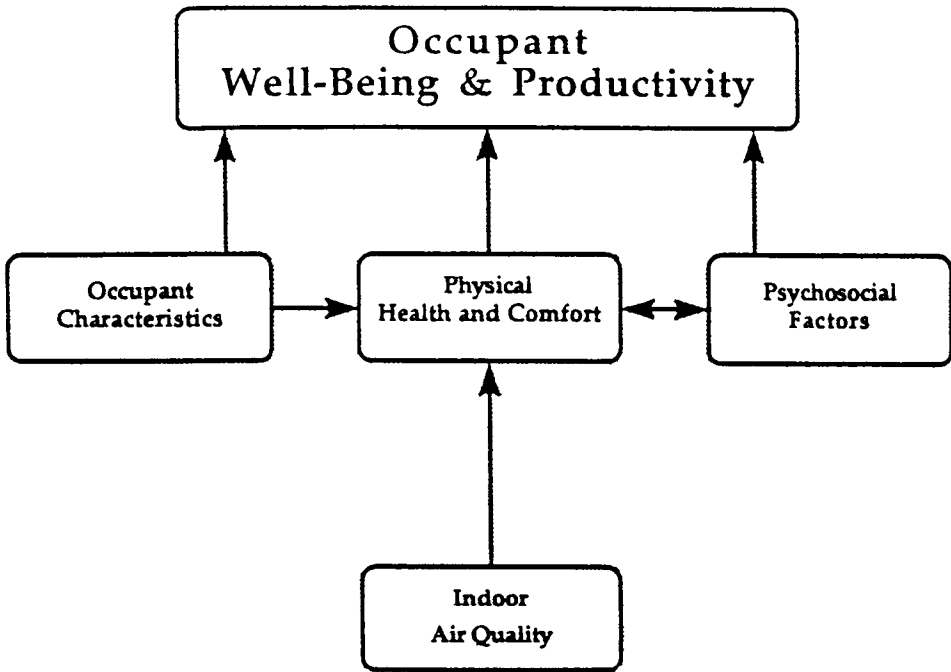 Occupant
Well-Being & Productivity
Occupant
Characteristics
Physical
Health and Comfort
Psychosocial
Factors
Indoor
Air Quality